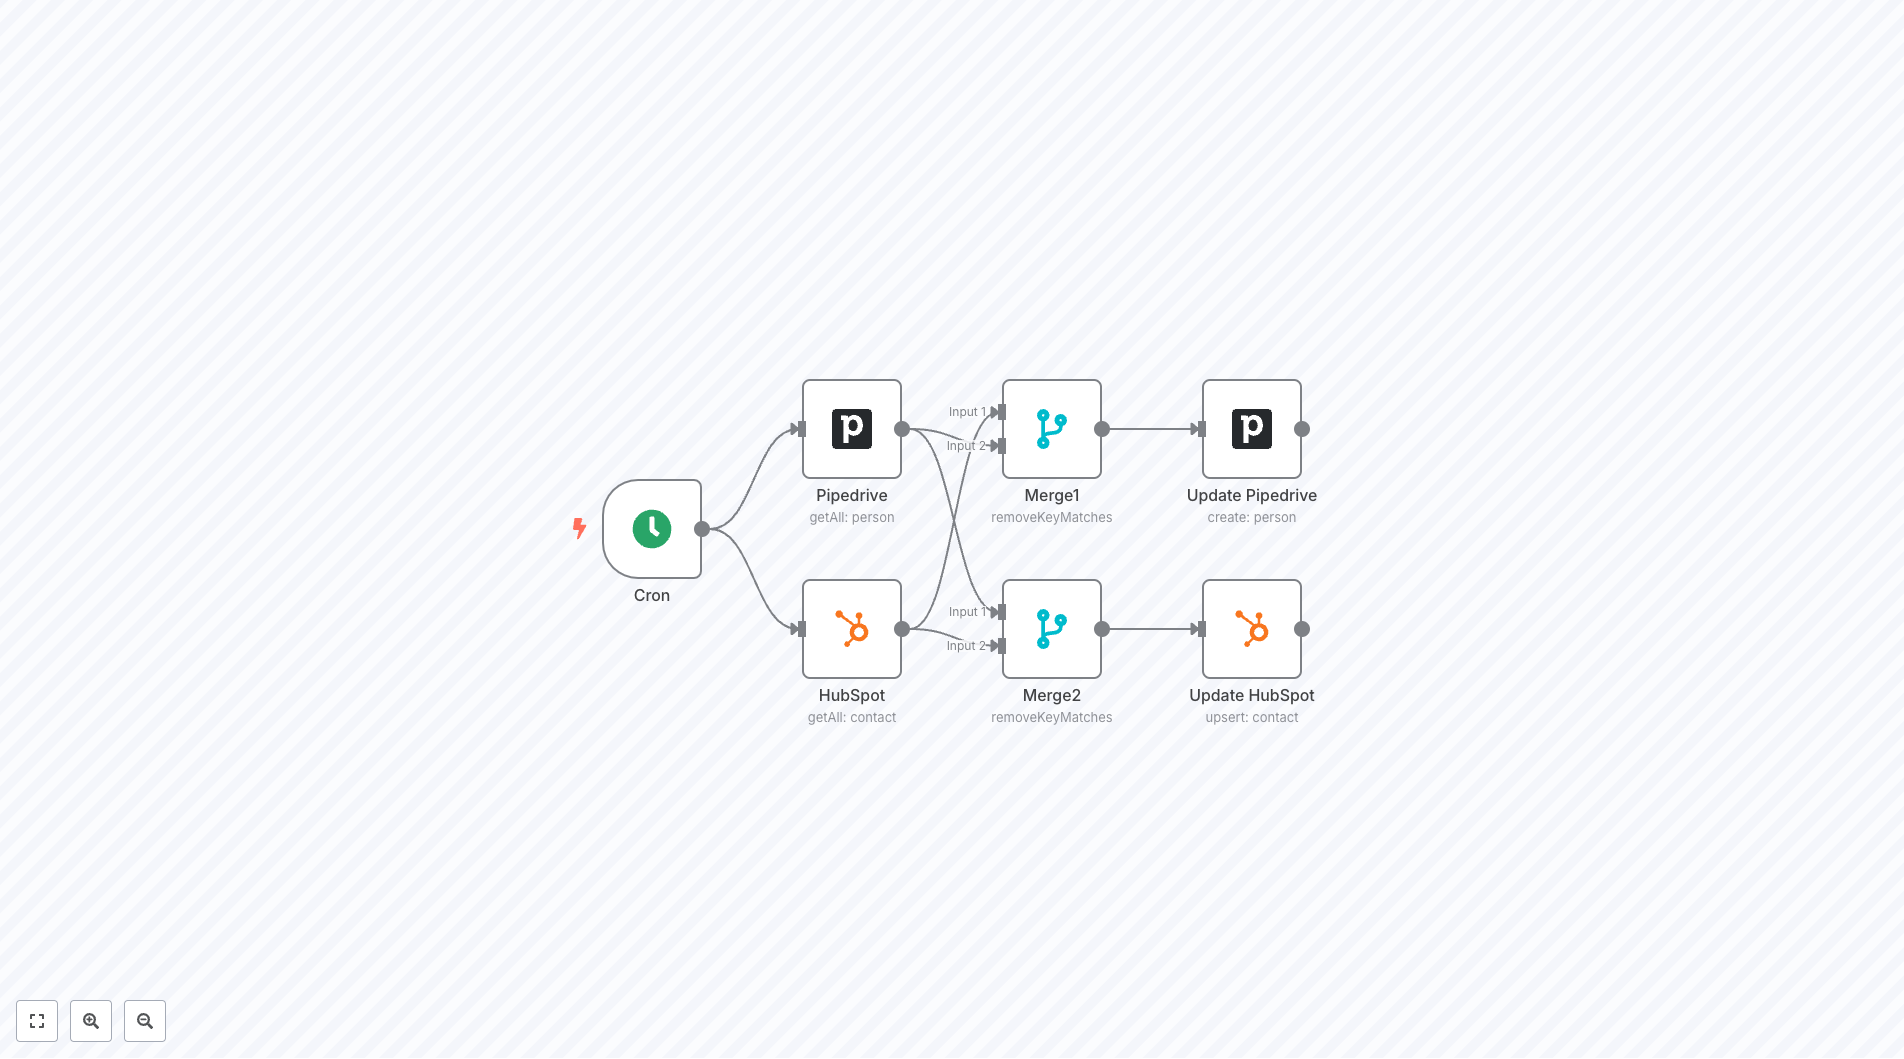 Cron
Pipedrive
getAll: person
HubSpot
getAll: contact
Input 1
Input 2
Merge1
removeKeyMatches
Input 1
Input 2
Merge2
removeKeyMatches
Update Pipedrive
create: person
Update HubSpot
upsert: contact